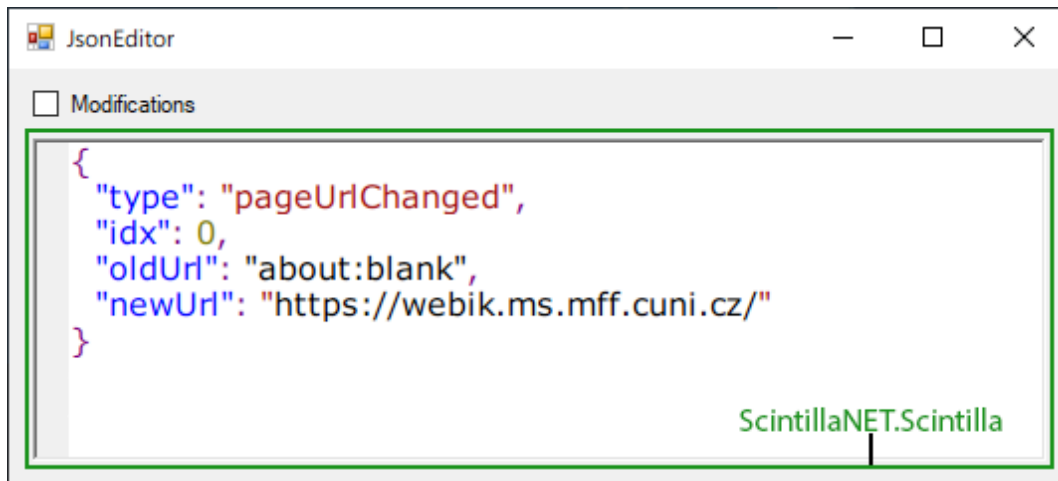 JsonEditor
Modifications
{
"type": "pageUrlChanged",
"idx": 0,
"oldUrl": "about:blank",
"newUrl": "https://webik.ms.mff.cuni.cz/"
}
ScintillaNET.Scintilla